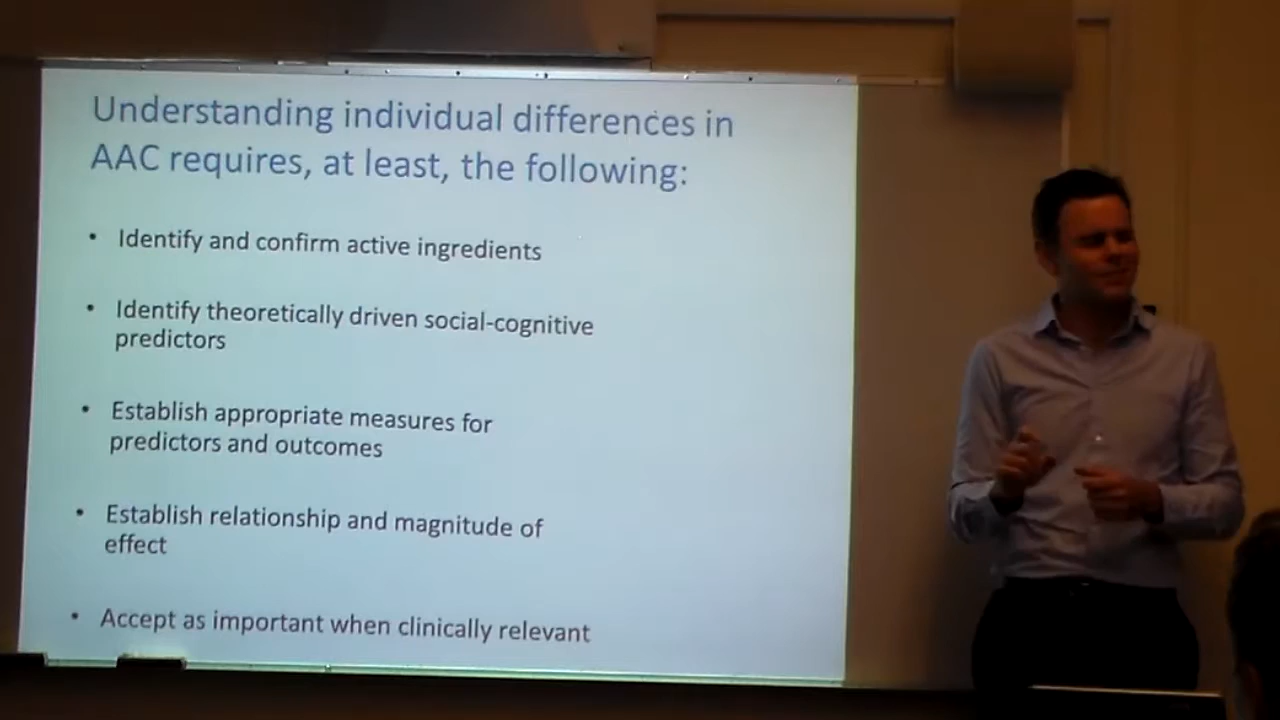 Understanding individual differences in
AAC requires, at least, the following:
• Identify and confirm active ingredients
• Identify theoretically driven social-cognitive
predictors
• Establish appropriate measures for
predictors and outcomes
• Establish relationship and magnitude of
effect
• Accept as important when clinically relevant